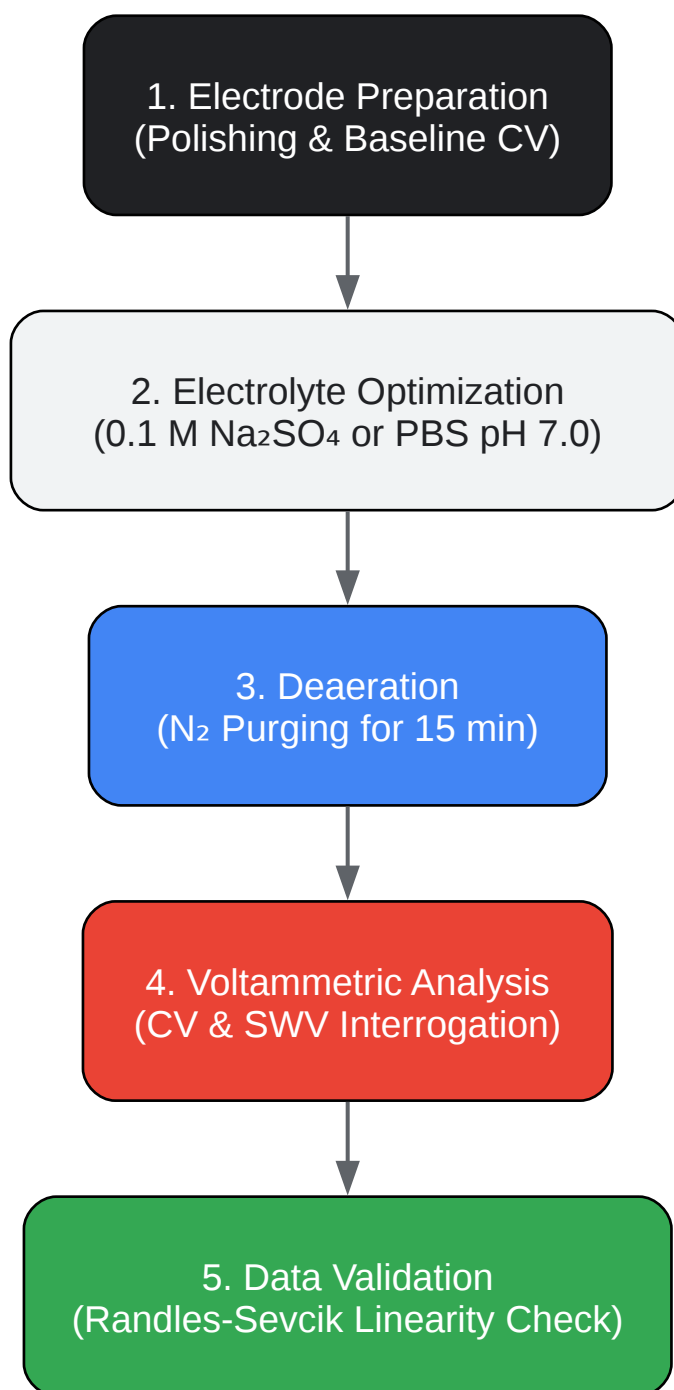 1. Electrode Preparation
(Polishing & Baseline CV)
2. Electrolyte Optimization
(0.1 M Na₂SO₄ or PBS pH 7.0)
3. Deaeration
(N₂ Purging for 15 min)
4. Voltammetric Analysis
(CV & SWV Interrogation)
5. Data Validation
(Randles-Sevcik Linearity Check)